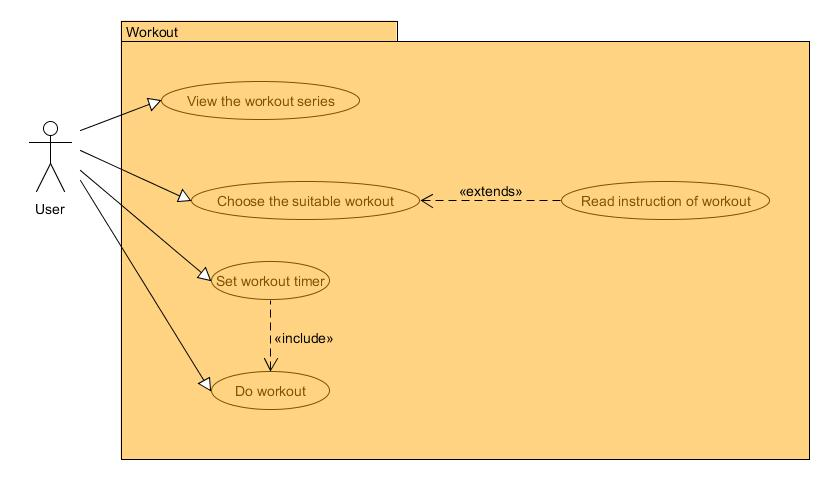 Workout
View the workout series
User
Choose the suitable workout
«extends»
Read instruction of workout
Set workout timer
«include»
Do workout